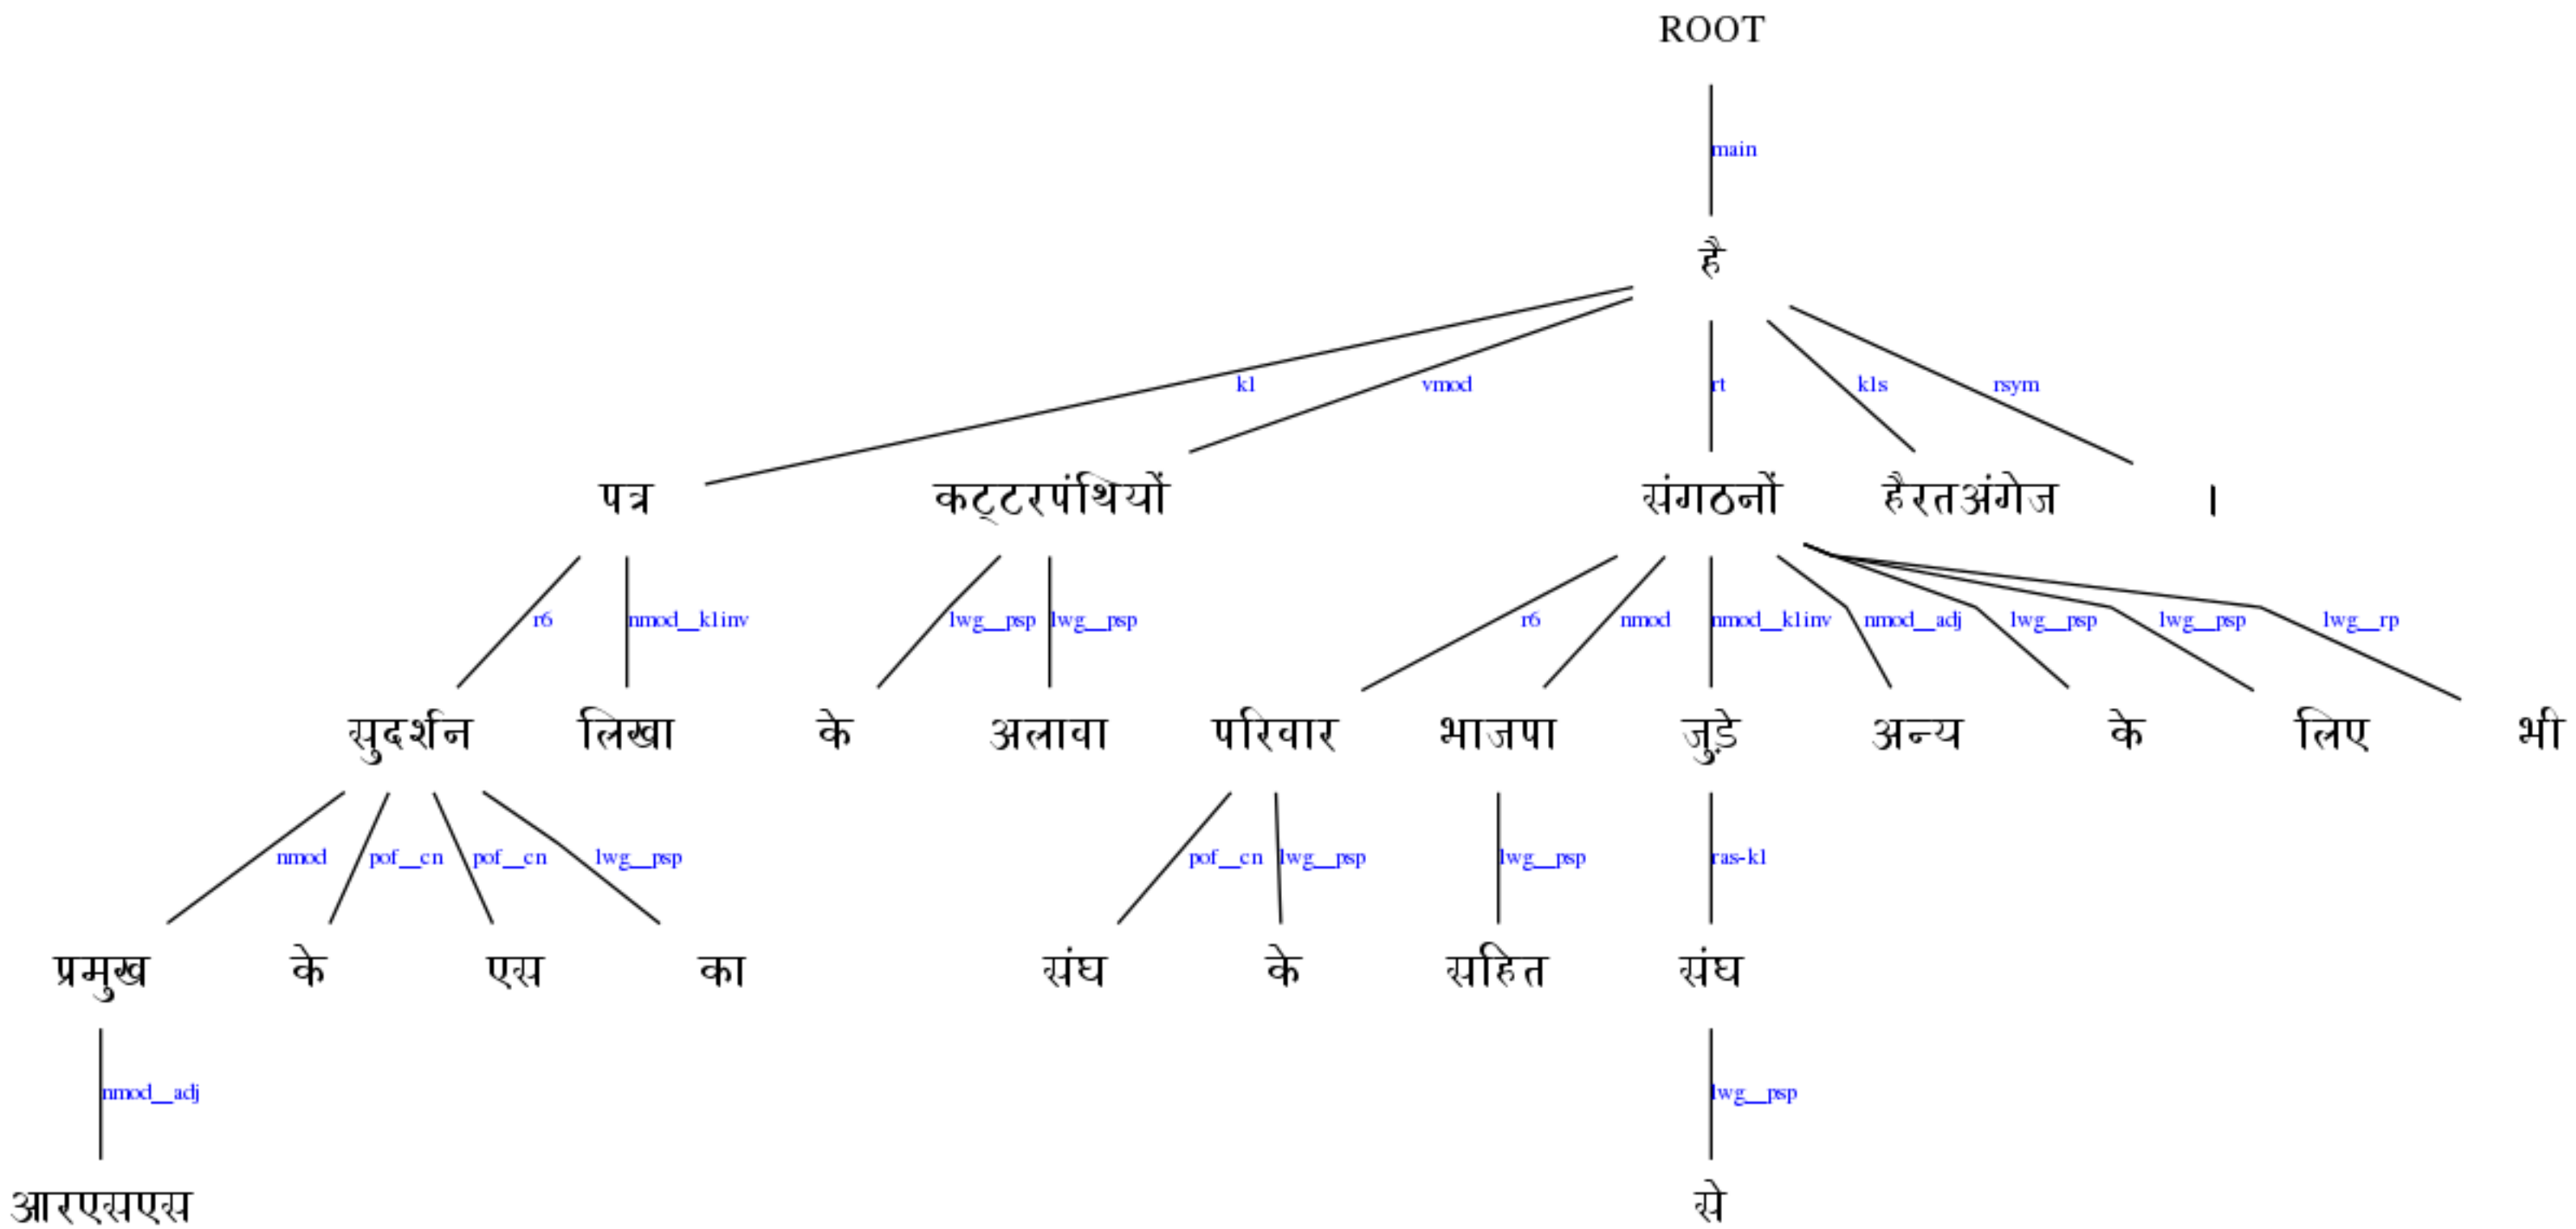 ROOT
main
है
k1 vmod rt k1s rsym
पत्र कट्टरपंथियों संगठनों हैरतअंगेज ।
r6 nmod__k1inv lwg__psp lwg__psp r6 nmod nmod__k1inv nmod__adj lwg__psp lwg__psp lwg__rp
सुदर्शन लिखा के अलावा परिवार भाजपा जुड़े अन्य के लिए भी
nmod pof__cn pof__cn lwg__psp pof__cn lwg__psp lwg__psp ras-k1
प्रमुख के एस का संघ के सहित संघ
nmod__adj lwg__psp
आरएसएस से